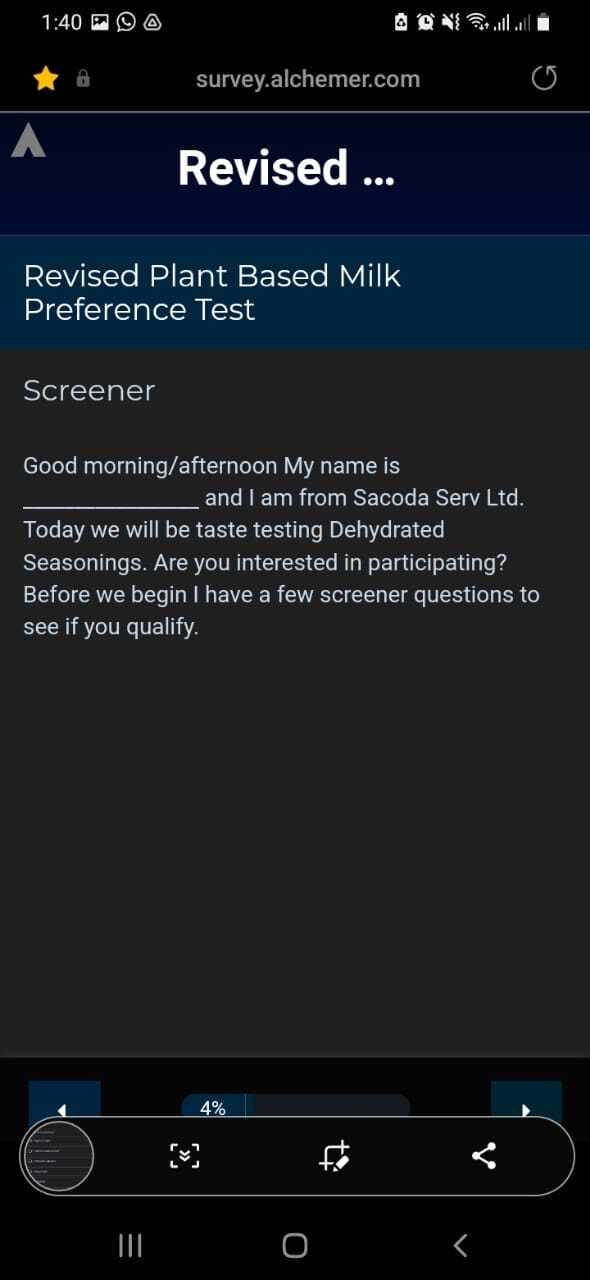 1:40
survey.alchemer.com
Revised ...
Revised Plant Based Milk
Preference Test
Screener
Good morning/afternoon My name is
________________ and I am from Sacoda Serv Ltd.
Today we will be taste testing Dehydrated
Seasonings. Are you interested in participating?
Before we begin I have a few screener questions to
see if you qualify.
4%